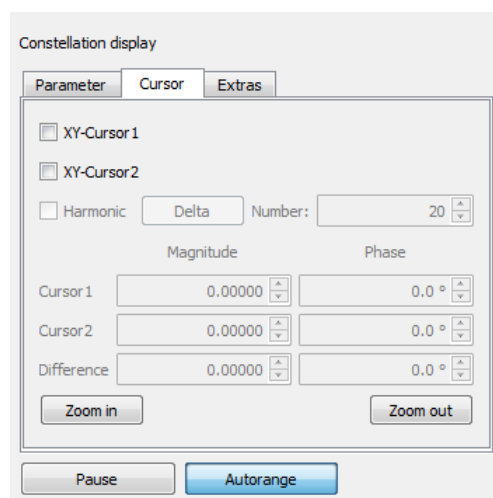 Constellation display
Parameter Cursor Extras
XY-Cursor1
XY-Cursor2
Harmonic Delta Number: 20
Magnitude Phase
Cursor1 0.00000 0.0 °
Cursor2 0.00000 0.0 °
Difference 0.00000 0.0 °
Zoom in Zoom out
Pause Autorange